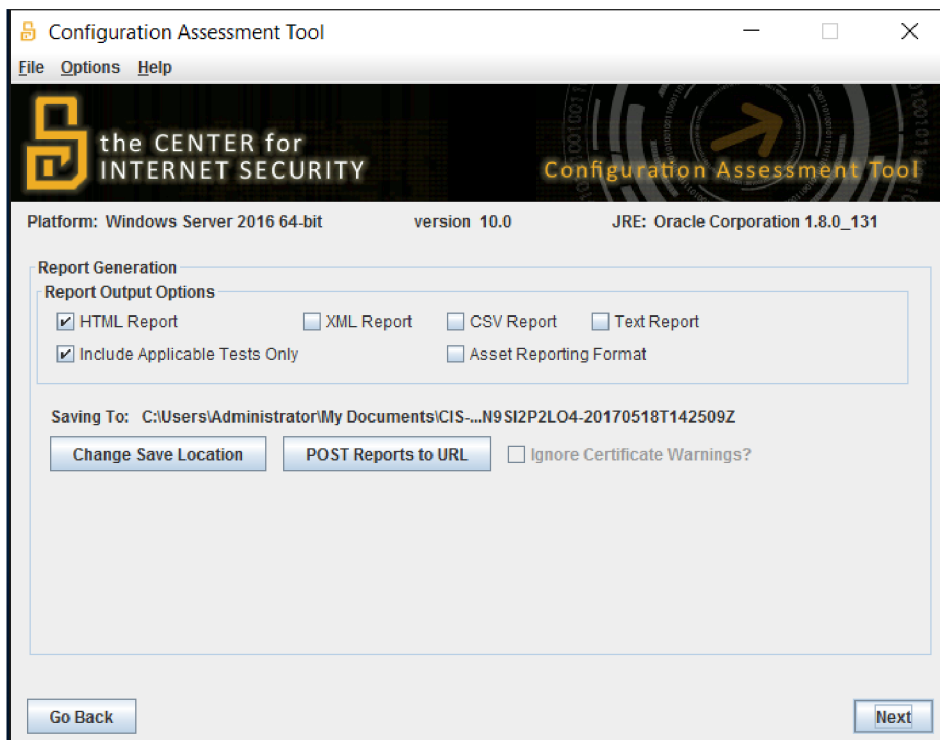 Configuration Assessment Tool
File Options Help
the CENTER for
INTERNET SECURITY
Configuration Assessment Tool
Platform: Windows Server 2016 64-bit version 10.0 JRE: Oracle Corporation 1.8.0_131
Report Generation
Report Output Options
HTML Report XML Report CSV Report Text Report
Include Applicable Tests Only Asset Reporting Format
Saving To: C:\Users\Administrator\My Documents\CIS-...N9SI2P2LO4-20170518T142509Z
Change Save Location POST Reports to URL Ignore Certificate Warnings?
Go Back Next